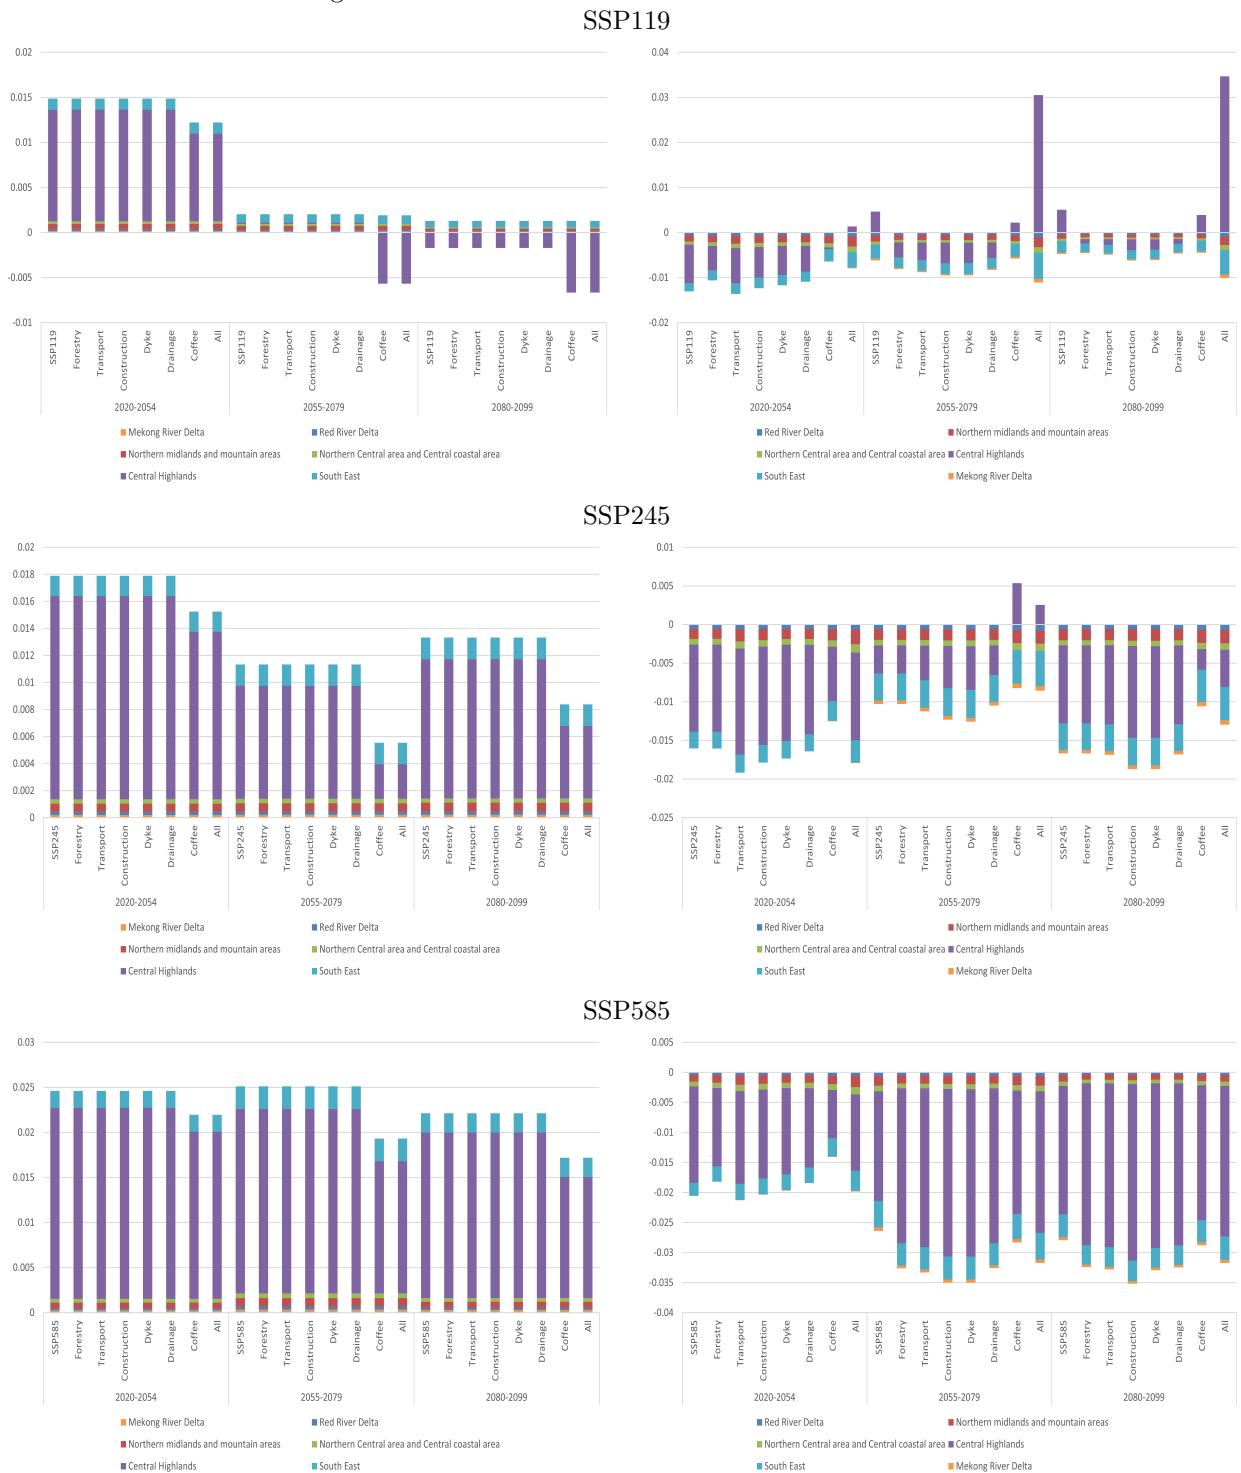 SSP119
0.02
0.015
0.01
0.005
0
-0.005
-0.01
SSP119 Forestry Transport Construction Dyke Drainage Coffee All SSP119 Forestry Transport Construction Dyke Drainage Coffee All SSP119 Forestry Transport Construction Dyke Drainage Coffee All
2020-2054 2055-2079 2080-2099
Mekong River Delta Red River Delta
Northern midlands and mountain areas Northern Central area and Central coastal area
Central Highlands South East
0.04
0.03
0.02
0.01
0
-0.01
-0.02
SSP119 Forestry Transport Construction Dyke Drainage Coffee All SSP119 Forestry Transport Construction Dyke Drainage Coffee All SSP119 Forestry Transport Construction Dyke Drainage Coffee All
2020-2054 2055-2079 2080-2099
Red River Delta Northern midlands and mountain areas
Northern Central area and Central coastal area Central Highlands
South East Mekong River Delta
SSP245
0.02
0.018
0.016
0.014
0.012
0.01
0.008
0.006
0.004
0.002
0
SSP245 Forestry Transport Construction Dyke Drainage Coffee All SSP245 Forestry Transport Construction Dyke Drainage Coffee All SSP245 Forestry Transport Construction Dyke Drainage Coffee All
2020-2054 2055-2079 2080-2099
Mekong River Delta Red River Delta
Northern midlands and mountain areas Northern Central area and Central coastal area
Central Highlands South East
0.01
0.005
0
-0.005
-0.01
-0.015
-0.02
-0.025
SSP245 Forestry Transport Construction Dyke Drainage Coffee All SSP245 Forestry Transport Construction Dyke Drainage Coffee All SSP245 Forestry Transport Construction Dyke Drainage Coffee All
2020-2054 2055-2079 2080-2099
Red River Delta Northern midlands and mountain areas
Northern Central area and Central coastal area Central Highlands
South East Mekong River Delta
SSP585
0.03
0.025
0.02
0.015
0.01
0.005
0
SSP585 Forestry Transport Construction Dyke Drainage Coffee All SSP585 Forestry Transport Construction Dyke Drainage Coffee All SSP585 Forestry Transport Construction Dyke Drainage Coffee All
2020-2054 2055-2079 2080-2099
Mekong River Delta Red River Delta
Northern midlands and mountain areas Northern Central area and Central coastal area
Central Highlands South East
0.005
0
-0.005
-0.01
-0.015
-0.02
-0.025
-0.03
-0.035
-0.04
SSP585 Forestry Transport Construction Dyke Drainage Coffee All SSP585 Forestry Transport Construction Dyke Drainage Coffee All SSP585 Forestry Transport Construction Dyke Drainage Coffee All
2020-2054 2055-2079 2080-2099
Red River Delta Northern midlands and mountain areas
Northern Central area and Central coastal area Central Highlands
South East Mekong River Delta